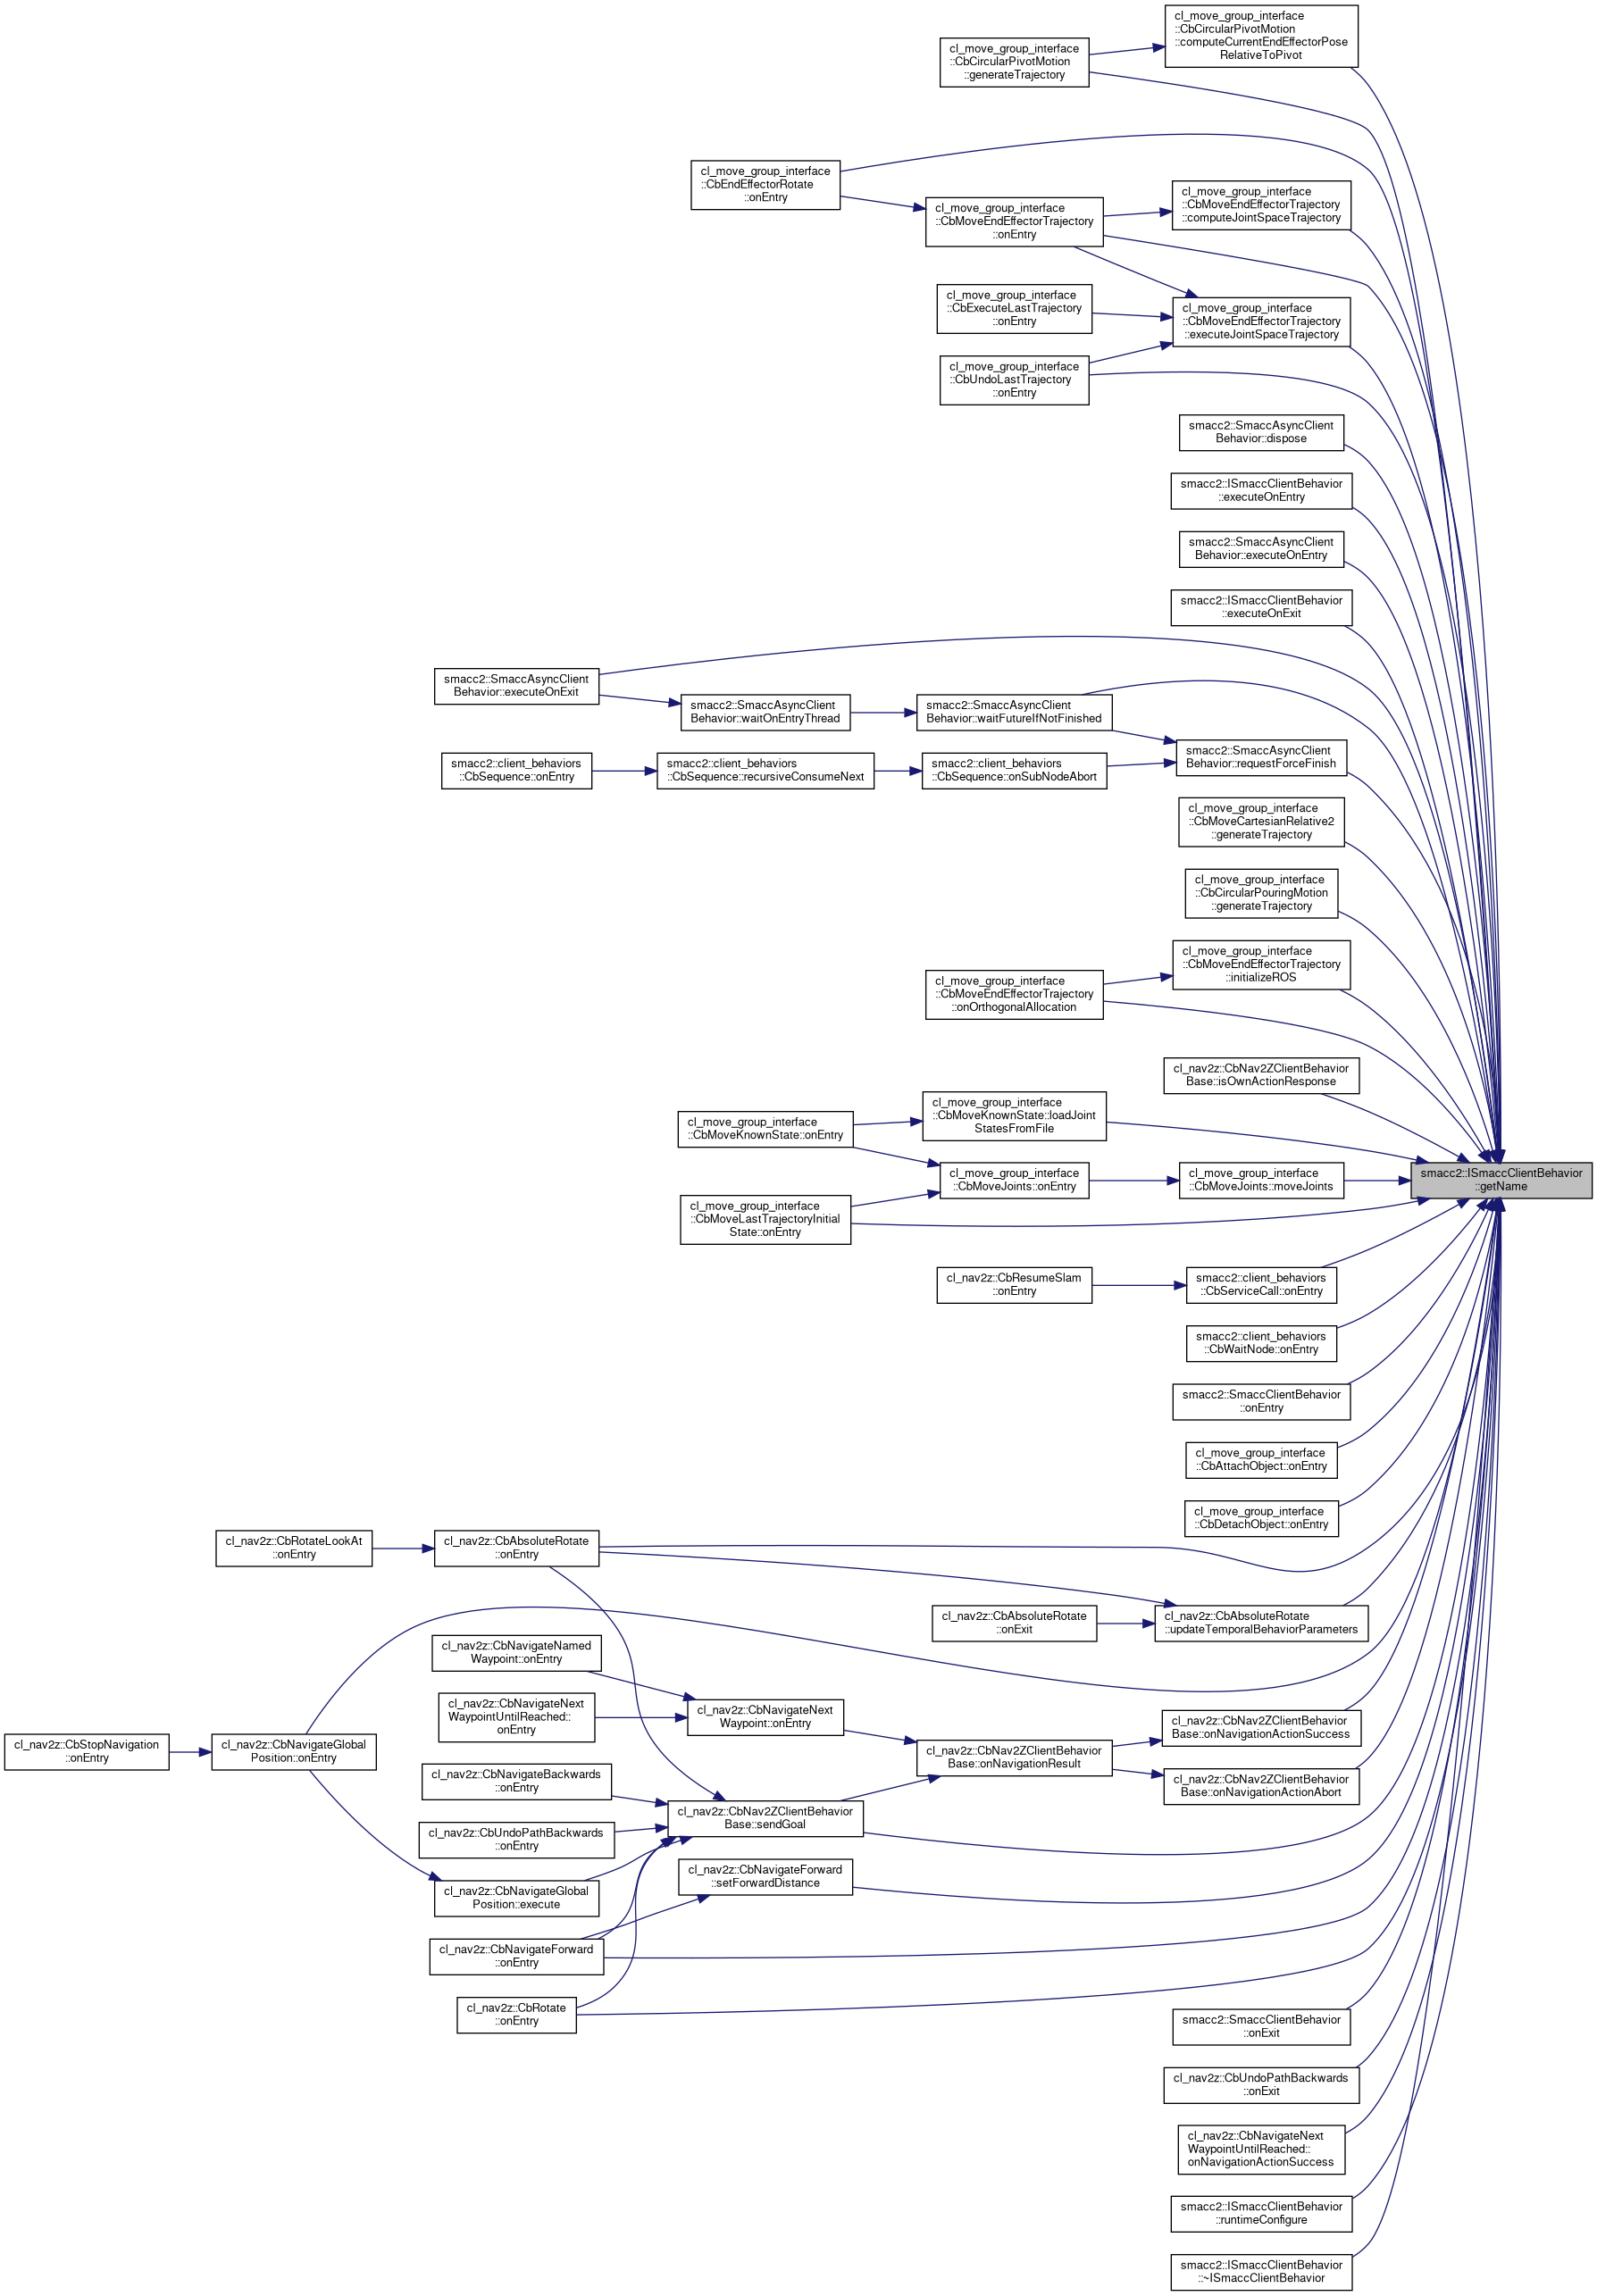 cl_move_group_interface
::CbCircularPivotMotion
::computeCurrentEndEffectorPose
RelativeToPivot
cl_move_group_interface
::CbCircularPivotMotion
::generateTrajectory
cl_move_group_interface
::CbEndEffectorRotate
::onEntry
cl_move_group_interface
::CbMoveEndEffectorTrajectory
::onEntry
cl_move_group_interface
::CbMoveEndEffectorTrajectory
::computeJointSpaceTrajectory
cl_move_group_interface
::CbExecuteLastTrajectory
::onEntry
cl_move_group_interface
::CbMoveEndEffectorTrajectory
::executeJointSpaceTrajectory
cl_move_group_interface
::CbUndoLastTrajectory
::onEntry
smacc2::SmaccAsyncClient
Behavior::dispose
smacc2::ISmaccClientBehavior
::executeOnEntry
smacc2::SmaccAsyncClient
Behavior::executeOnEntry
smacc2::ISmaccClientBehavior
::executeOnExit
smacc2::SmaccAsyncClient
Behavior::executeOnExit
smacc2::SmaccAsyncClient
Behavior::waitOnEntryThread
smacc2::SmaccAsyncClient
Behavior::waitFutureIfNotFinished
smacc2::SmaccAsyncClient
Behavior::requestForceFinish
smacc2::client_behaviors
::CbSequence::onEntry
smacc2::client_behaviors
::CbSequence::recursiveConsumeNext
smacc2::client_behaviors
::CbSequence::onSubNodeAbort
cl_move_group_interface
::CbMoveCartesianRelative2
::generateTrajectory
cl_move_group_interface
::CbCircularPouringMotion
::generateTrajectory
cl_move_group_interface
::CbMoveEndEffectorTrajectory
::initializeROS
cl_move_group_interface
::CbMoveEndEffectorTrajectory
::onOrthogonalAllocation
cl_nav2z::CbNav2ZClientBehavior
Base::isOwnActionResponse
cl_move_group_interface
::CbMoveKnownState::loadJoint
StatesFromFile
cl_move_group_interface
::CbMoveKnownState::onEntry
cl_move_group_interface
::CbMoveJoints::onEntry
cl_move_group_interface
::CbMoveJoints::moveJoints
smacc2::ISmaccClientBehavior
::getName
cl_move_group_interface
::CbMoveLastTrajectoryInitial
State::onEntry
cl_nav2z::CbResumeSlam
::onEntry
smacc2::client_behaviors
::CbServiceCall::onEntry
smacc2::client_behaviors
::CbWaitNode::onEntry
smacc2::SmaccClientBehavior
::onEntry
cl_move_group_interface
::CbAttachObject::onEntry
cl_move_group_interface
::CbDetachObject::onEntry
cl_nav2z::CbRotateLookAt
::onEntry
cl_nav2z::CbAbsoluteRotate
::onEntry
cl_nav2z::CbAbsoluteRotate
::onExit
cl_nav2z::CbAbsoluteRotate
::updateTemporalBehaviorParameters
cl_nav2z::CbNavigateNamed
Waypoint::onEntry
cl_nav2z::CbNavigateNext
WaypointUntilReached::
onEntry
cl_nav2z::CbNavigateNext
Waypoint::onEntry
cl_nav2z::CbNav2ZClientBehavior
Base::onNavigationActionSuccess
cl_nav2z::CbStopNavigation
::onEntry
cl_nav2z::CbNavigateGlobal
Position::onEntry
cl_nav2z::CbNav2ZClientBehavior
Base::onNavigationResult
cl_nav2z::CbNavigateBackwards
::onEntry
cl_nav2z::CbNav2ZClientBehavior
Base::onNavigationActionAbort
cl_nav2z::CbNav2ZClientBehavior
Base::sendGoal
cl_nav2z::CbUndoPathBackwards
::onEntry
cl_nav2z::CbNavigateForward
::setForwardDistance
cl_nav2z::CbNavigateGlobal
Position::execute
cl_nav2z::CbNavigateForward
::onEntry
cl_nav2z::CbRotate
::onEntry
smacc2::SmaccClientBehavior
::onExit
cl_nav2z::CbUndoPathBackwards
::onExit
cl_nav2z::CbNavigateNext
WaypointUntilReached::
onNavigationActionSuccess
smacc2::ISmaccClientBehavior
::runtimeConfigure
smacc2::ISmaccClientBehavior
::~ISmaccClientBehavior